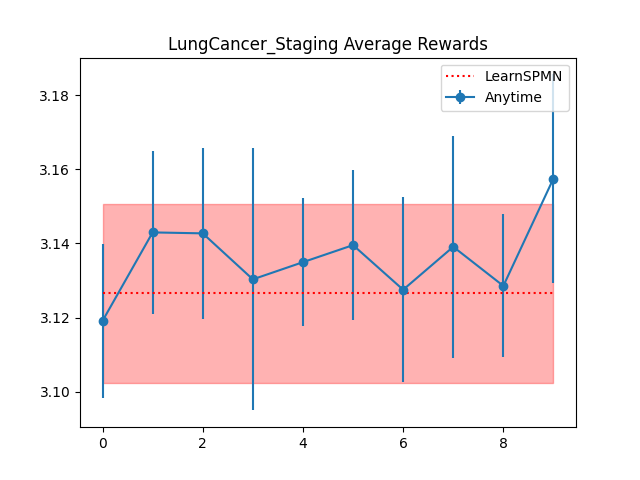 LungCancer_Staging Average Rewards
LearnSPMN
Anytime
3.18
3.16
3.14
3.12
3.10
0 2 4 6 8